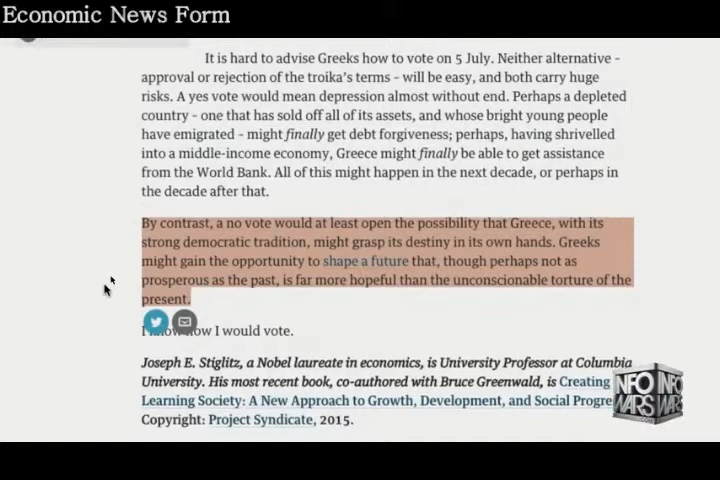 Economic News Form
It is hard to advise Greeks how to vote on 5 July. Neither alternative –
approval or rejection of the troika's terms – will be easy, and both carry huge
risks. A yes vote would mean depression almost without end. Perhaps a depleted
country – one that has sold off all of its assets, and whose bright young people
have emigrated – might finally get debt forgiveness; perhaps, having shrivelled
into a middle-income economy, Greece might finally be able to get assistance
from the World Bank. All of this might happen in the next decade, or perhaps in
the decade after that.
By contrast, a no vote would at least open the possibility that Greece, with its
strong democratic tradition, might grasp its destiny in its own hands. Greeks
might gain the opportunity to shape a future that, though perhaps not as
prosperous as the past, is far more hopeful than the unconscionable torture of the
present.
I how I would vote.
Joseph E. Stiglitz, a Nobel laureate in economics, is University Professor at Columbia
University. His most recent book, co-authored with Bruce Greenwald, is Creating
Learning Society: A New Approach to Growth, Development, and Social Progre
Copyright: Project Syndicate, 2015.
INFO WARS